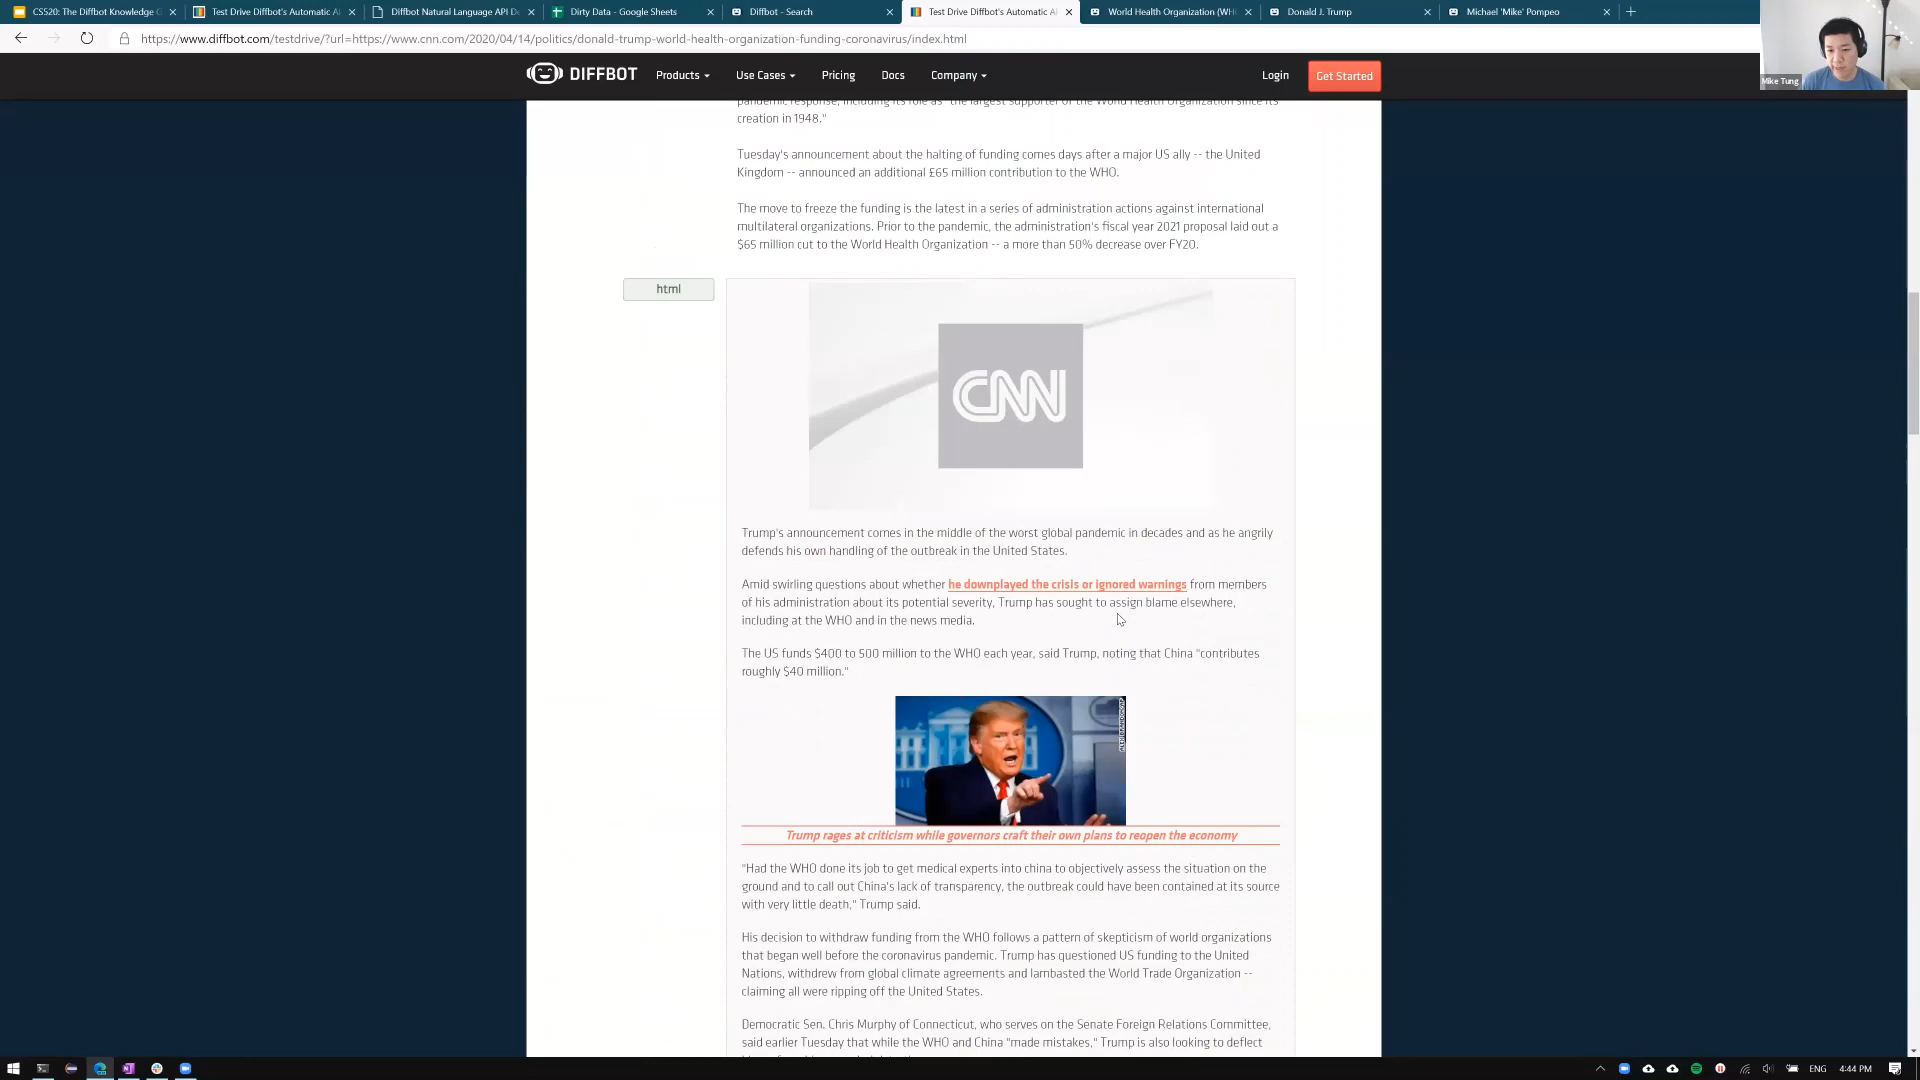 CS520: The Diffbot Knowledge G
Test Drive Diffbot's Automatic A
Diffbot Natural Language API De
Dirty Data - Google Sheets
Diffbot - Search
Test Drive Diffbot's Automatic A
World Health Organization (WH
Donald J. Trump
Michael 'Mike' Pompeo
https://www.diffbot.com/testdrive/?url=https://www.cnn.com/2020/04/14/politics/donald-trump-world-health-organization-funding-coronavirus/index.html
Mike Tung
DIFFBOT
Products
Use Cases
Pricing
Docs
Company
Login
Get Started
pandemic response, including its role as "the largest supporter of the World Health Organization since its
creation in 1948."
Tuesday's announcement about the halting of funding comes days after a major US ally -- the United
Kingdom -- announced an additional £65 million contribution to the WHO.
The move to freeze the funding is the latest in a series of administration actions against international
multilateral organizations. Prior to the pandemic, the administration's fiscal year 2021 proposal laid out a
$65 million cut to the World Health Organization -- a more than 50% decrease over FY20.
html
CNN
Trump's announcement comes in the middle of the worst global pandemic in decades and as he angrily
defends his own handling of the outbreak in the United States.
Amid swirling questions about whether he downplayed the crisis or ignored warnings from members
of his administration about its potential severity, Trump has sought to assign blame elsewhere,
including at the WHO and in the news media.
The US funds $400 to 500 million to the WHO each year, said Trump, noting that China "contributes
roughly $40 million."
Trump rages at criticism while governors craft their own plans to reopen the economy
"Had the WHO done its job to get medical experts into china to objectively assess the situation on the
ground and to call out China's lack of transparency, the outbreak could have been contained at its source
with very little death," Trump said.
His decision to withdraw funding from the WHO follows a pattern of skepticism of world organizations
that began well before the coronavirus pandemic. Trump has questioned US funding to the United
Nations, withdrew from global climate agreements and lambasted the World Trade Organization --
claiming all were ripping off the United States.
Democratic Sen. Chris Murphy of Connecticut, who serves on the Senate Foreign Relations Committee,
said earlier Tuesday that while the WHO and China "made mistakes," Trump is also looking to deflect
ENG
4:44 PM